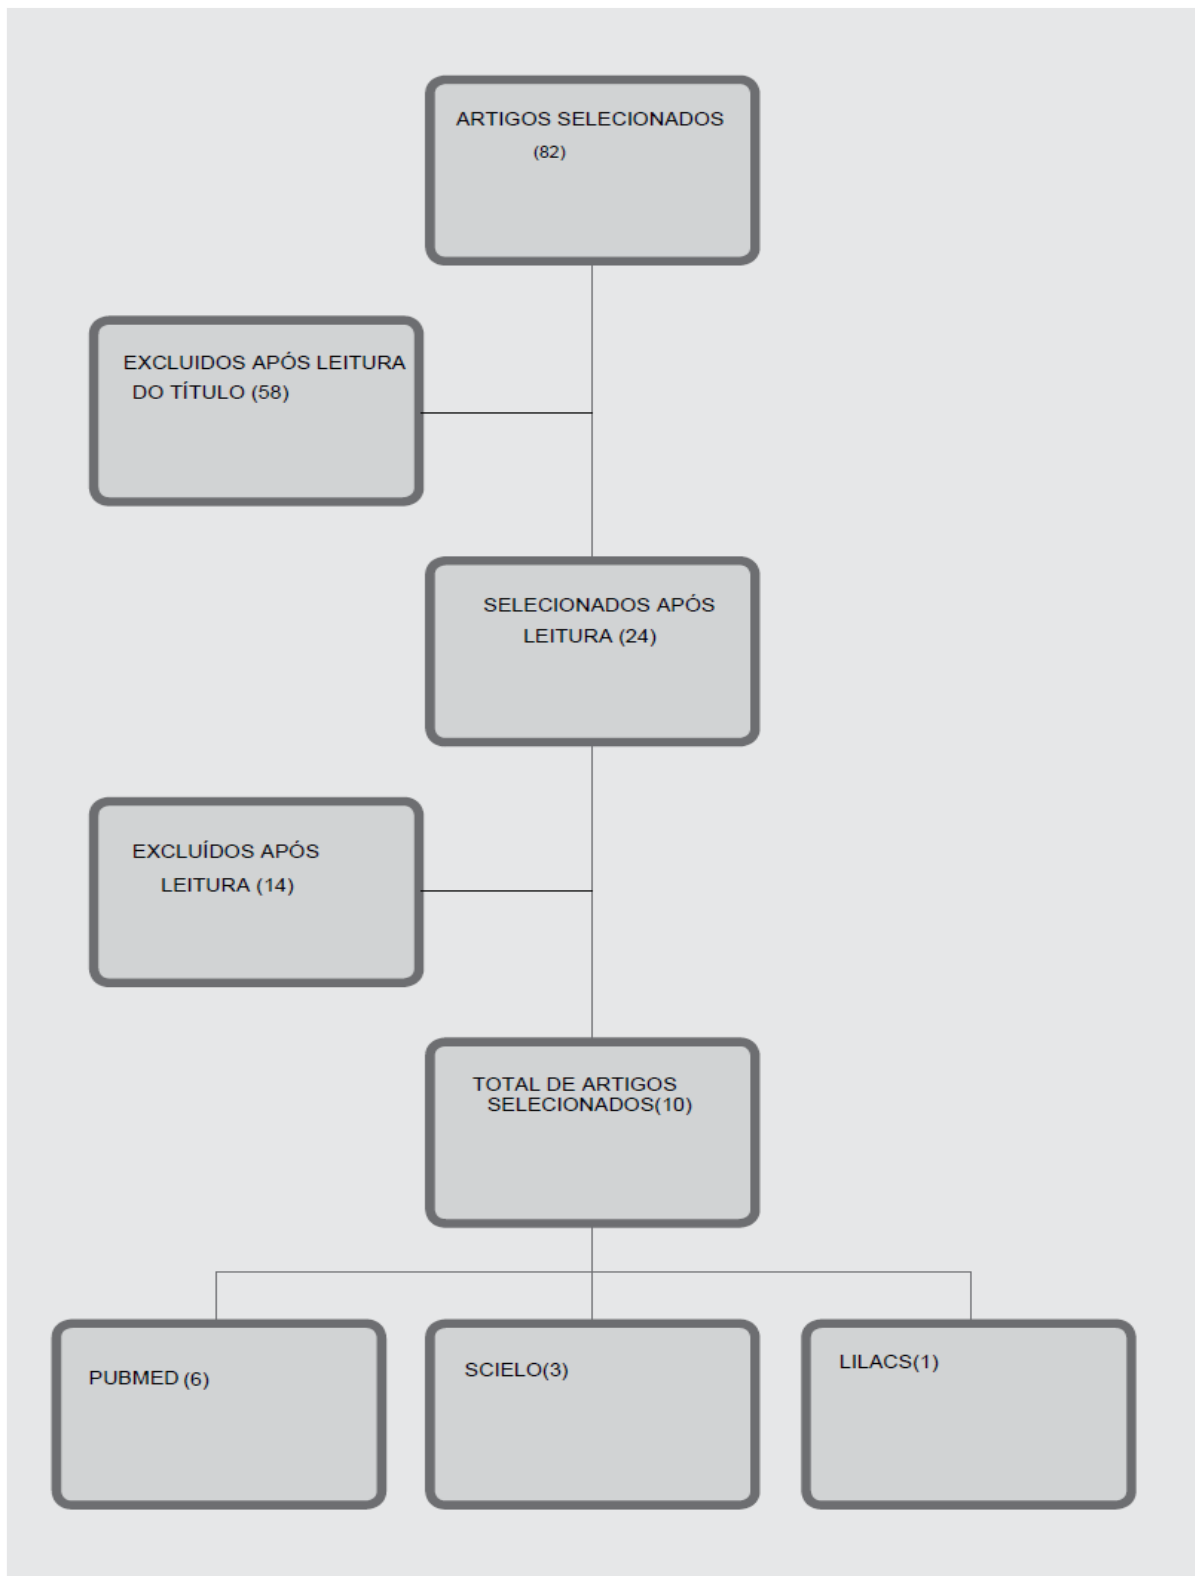 ARTIGOS SELECIONADOS
(82)
EXCLUIDOS APÓS LEITURA
DO TÍTULO (58)
SELECIONADOS APÓS
LEITURA (24)
EXCLUÍDOS APÓS
LEITURA (14)
TOTAL DE ARTIGOS
SELECIONADOS(10)
PUBMED (6)
SCIELO(3)
LILACS(1)